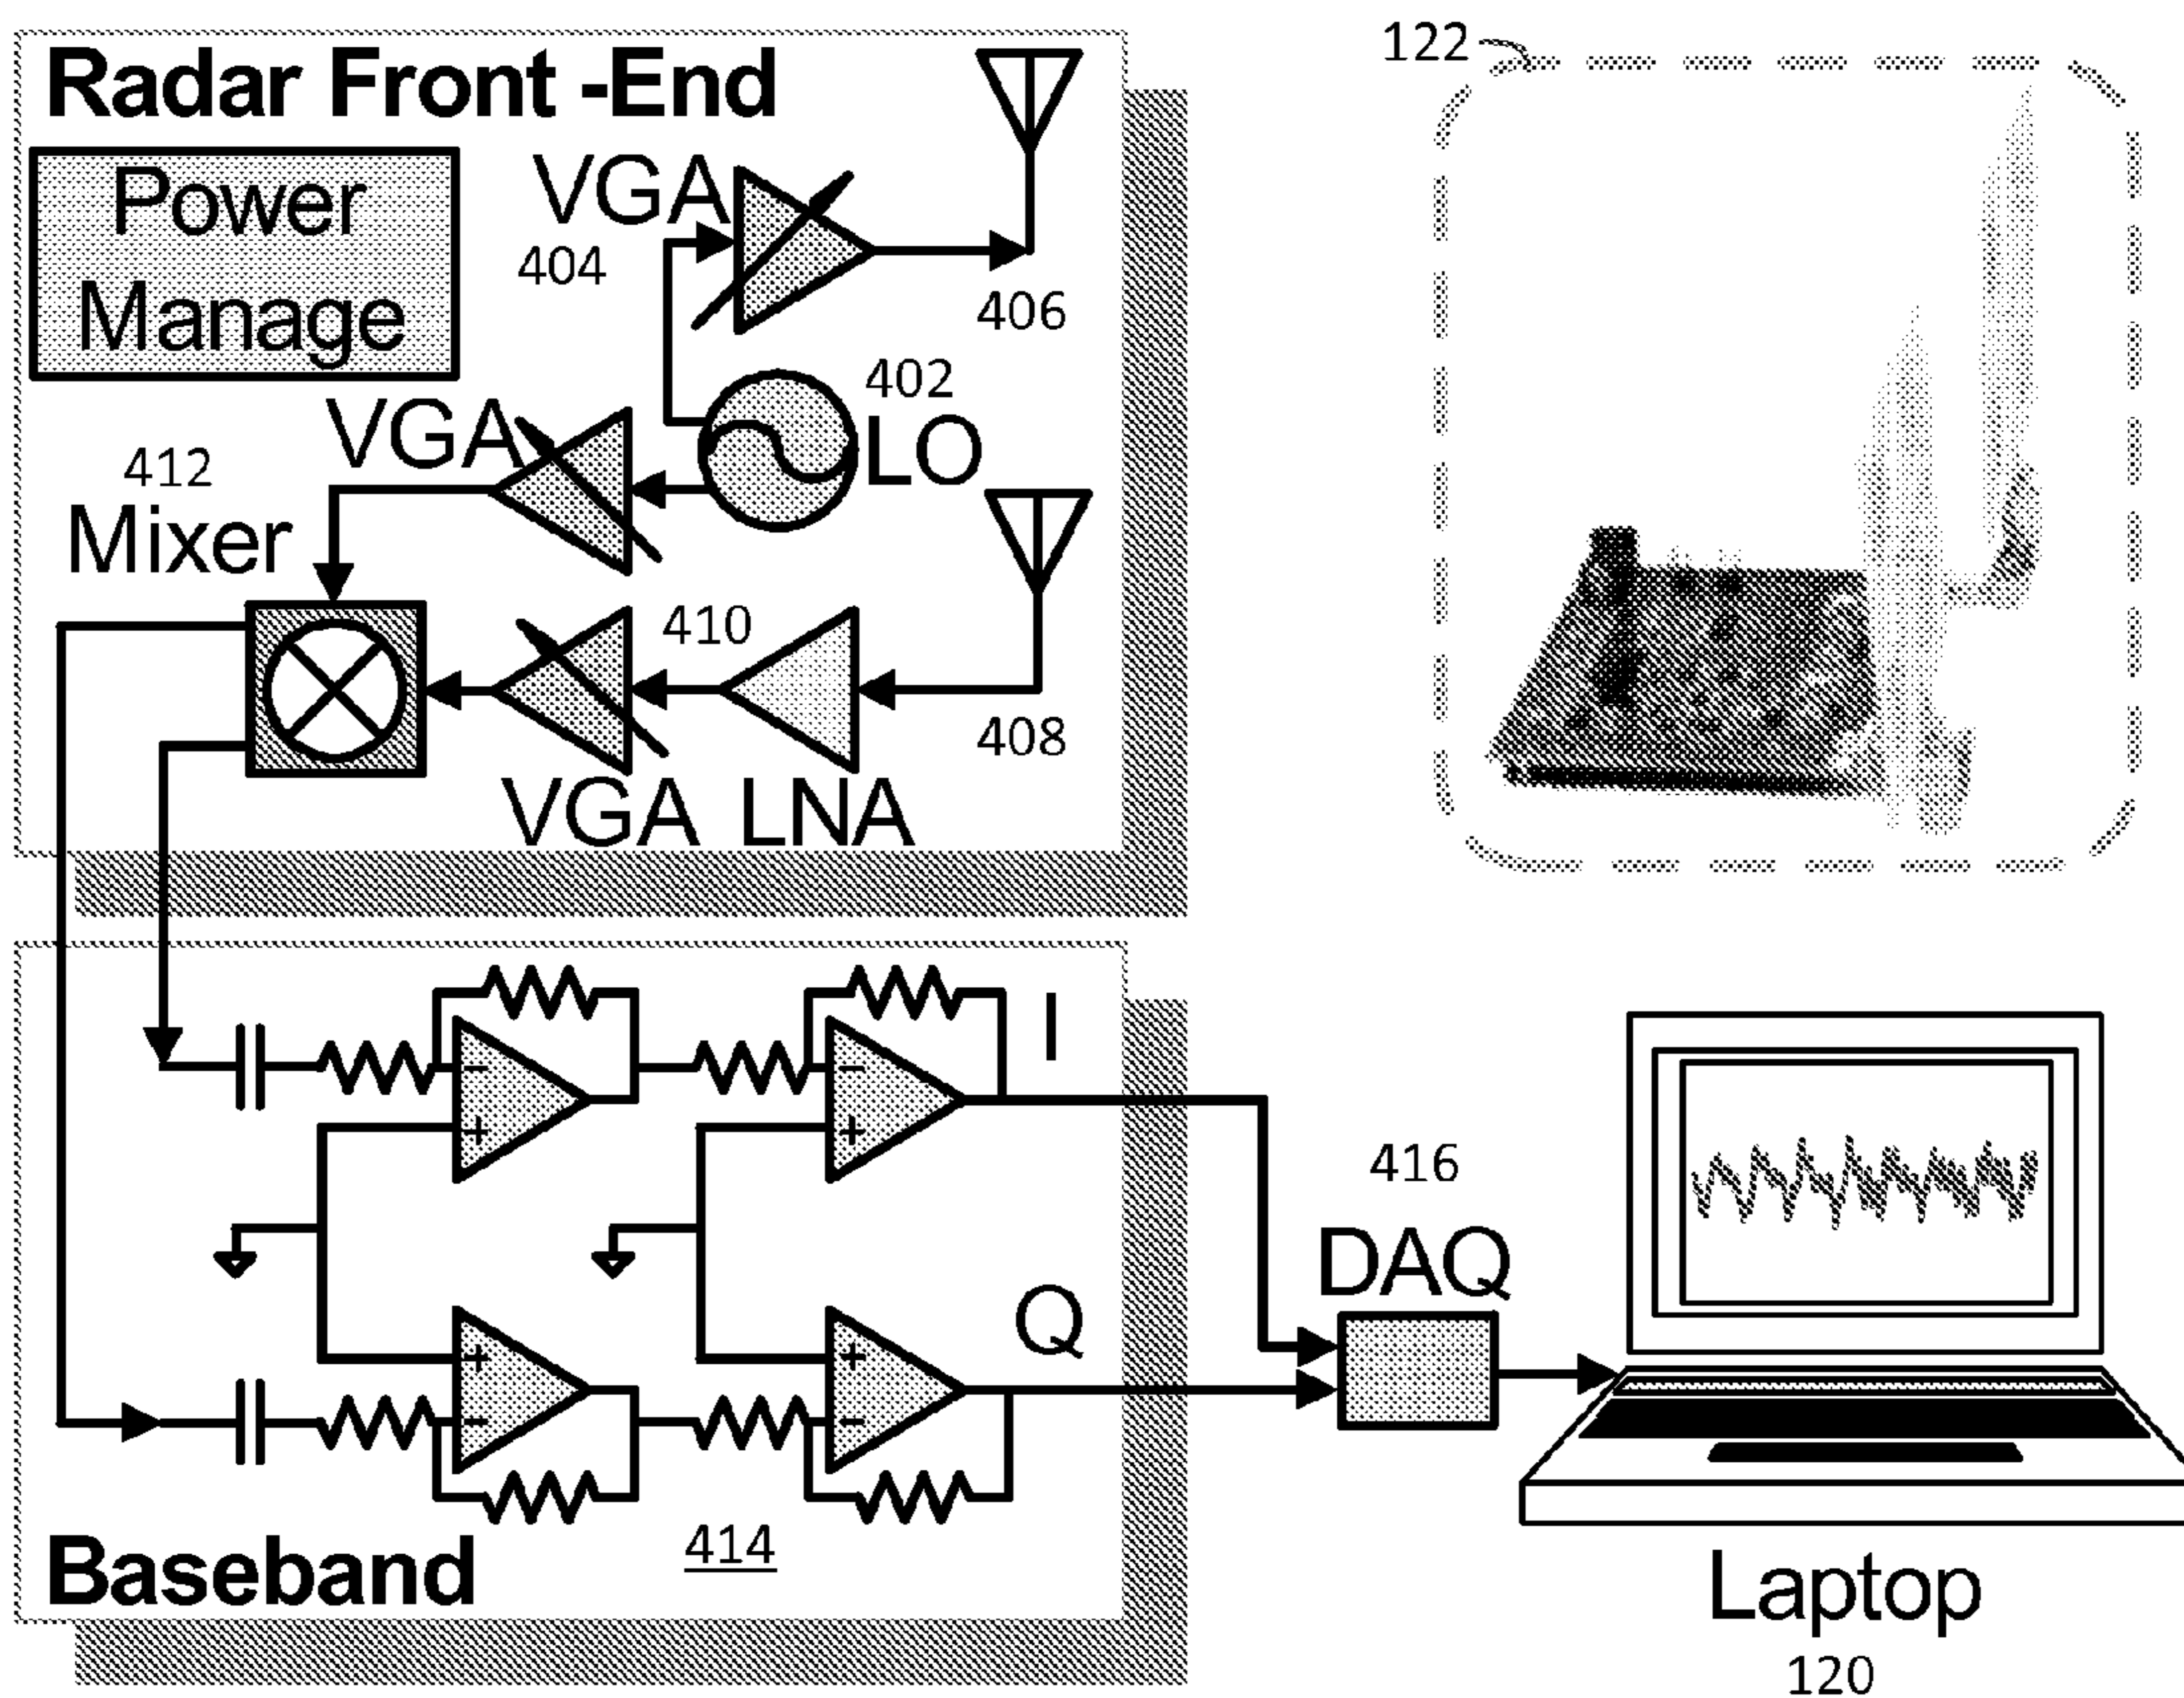 Radar Front -End
122
Power
Manage
VGA
404
406
402
LO
VGA
412
Mixer
410
408
VGA LNA
I
-
-
+
+
416
DAQ
Q
+
+
-
-
Baseband
414
Laptop
120